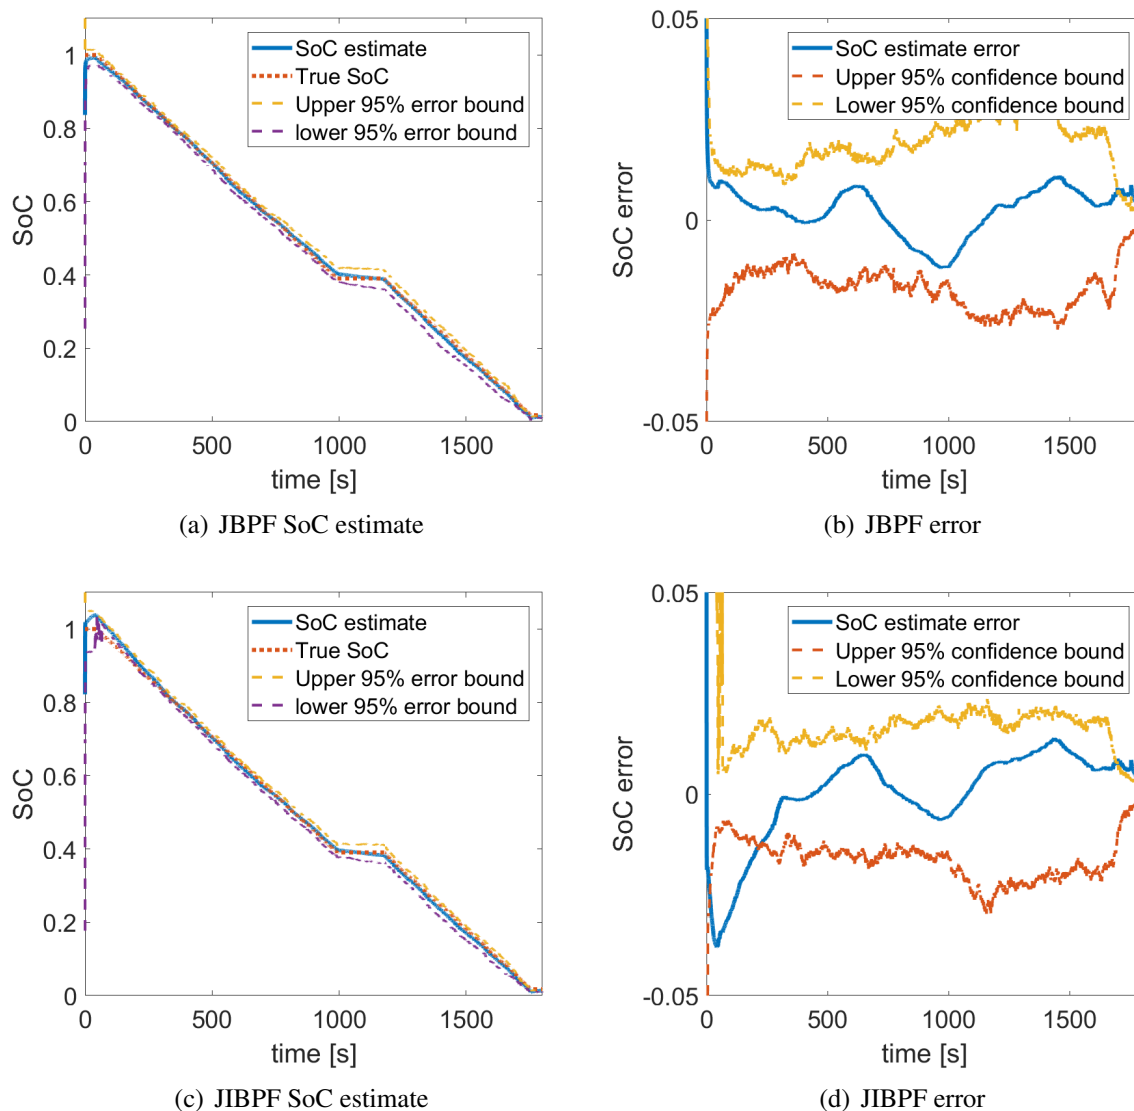 1
0.8
0.6
0.4
0.2
0
SoC
0 500 1000 1500
time [s]
SoC estimate
True SoC
Upper 95% error bound
lower 95% error bound
(a) JBPF SoC estimate
0.05
0
-0.05
SoC error
0 500 1000 1500
time [s]
SoC estimate error
Upper 95% confidence bound
Lower 95% confidence bound
(b) JBPF error
1
0.8
0.6
0.4
0.2
0
SoC
0 500 1000 1500
time [s]
SoC estimate
True SoC
Upper 95% error bound
lower 95% error bound
(c) JIBPF SoC estimate
0.05
0
-0.05
SoC error
0 500 1000 1500
time [s]
SoC estimate error
Upper 95% confidence bound
Lower 95% confidence bound
(d) JIBPF error